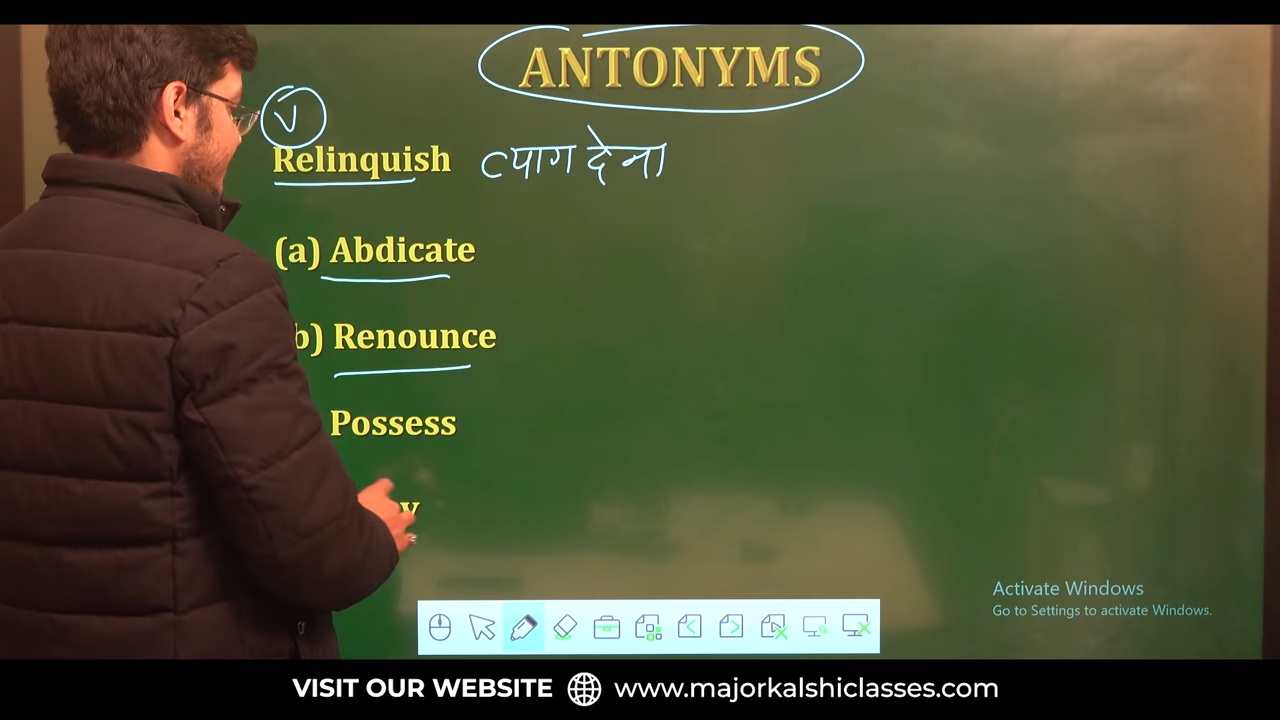 ANTONYMS
V
Relinquish त्याग देना
(a) Abdicate
b) Renounce
Possess
Activate Windows
Go to Settings to activate Windows.
VISIT OUR WEBSITE www.majorkalshiclasses.com